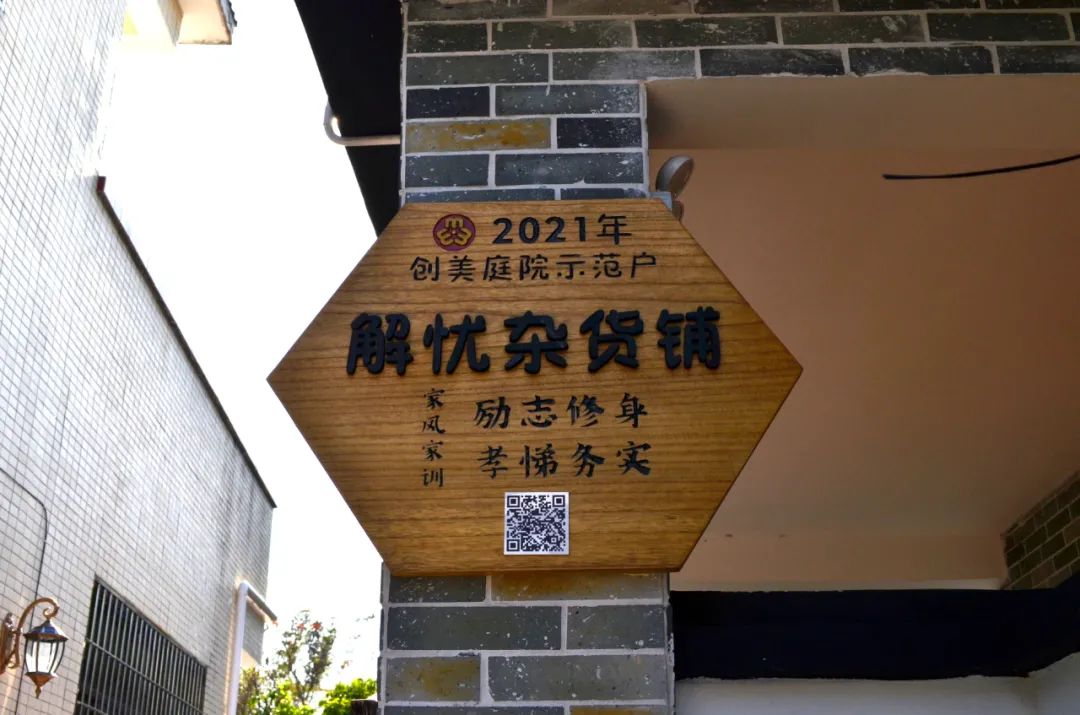 2021年
创美庭院示范户
解忧杂货铺
家风家训
励志修身
孝悌务实